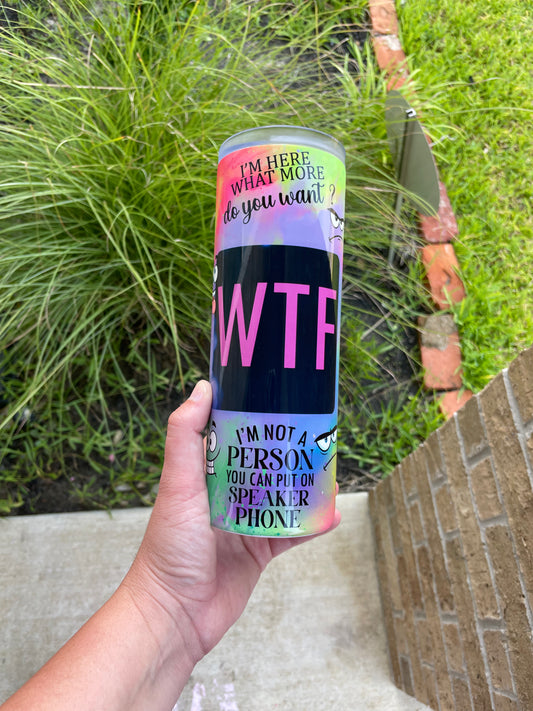 I'M HERE
WHAT MORE
do you want?
WTF
I'M NOT A
PERSON
YOU CAN PUT ON
SPEAKER
PHONE